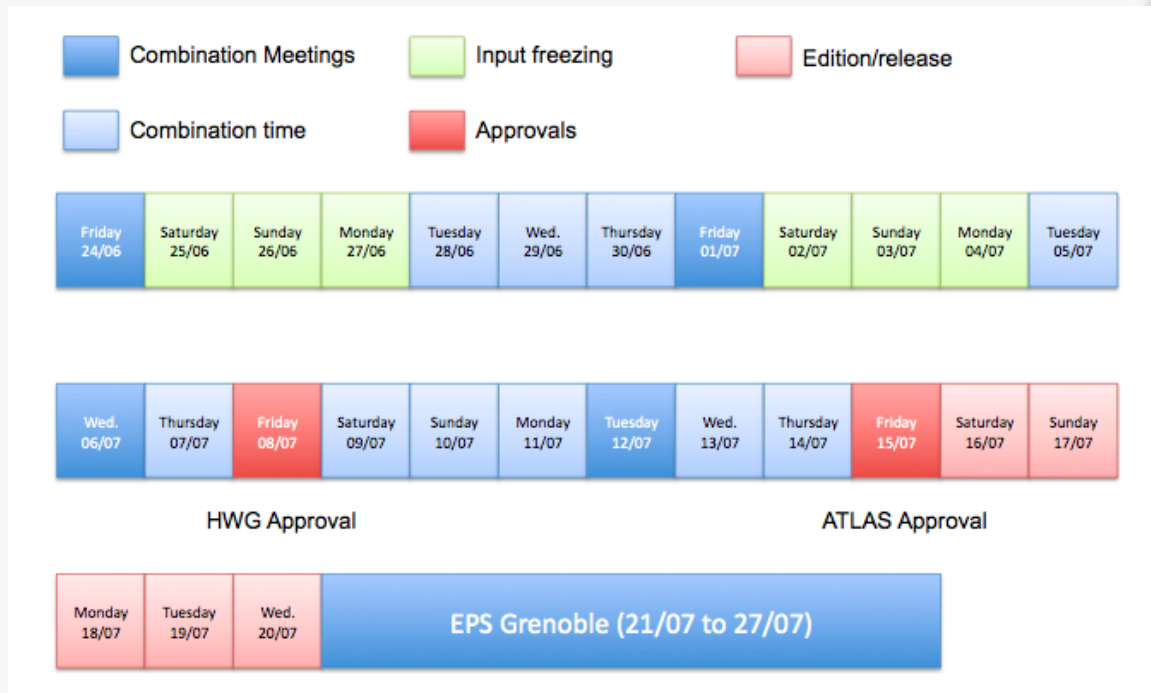 Combination Meetings
Input freezing
Edition/release
Combination time
Approvals
Friday
24/06
Saturday
25/06
Sunday
26/06
Monday
27/06
Tuesday
28/06
Wed.
29/06
Thursday
30/06
Friday
01/07
Saturday
02/07
Sunday
03/07
Monday
04/07
Tuesday
05/07
Wed.
06/07
Thursday
07/07
Friday
08/07
Saturday
09/07
Sunday
10/07
Monday
11/07
Tuesday
12/07
Wed.
13/07
Thursday
14/07
Friday
15/07
Saturday
16/07
Sunday
17/07
HWG Approval
ATLAS Approval
Monday
18/07
Tuesday
19/07
Wed.
20/07
EPS Grenoble (21/07 to 27/07)